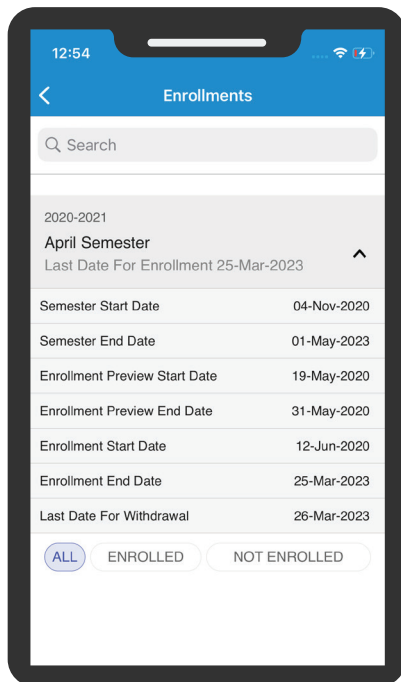 12:54
Enrollments
Search
2020-2021
April Semester
Last Date For Enrollment 25-Mar-2023
Semester Start Date 04-Nov-2020
Semester End Date 01-May-2023
Enrollment Preview Start Date 19-May-2020
Enrollment Preview End Date 31-May-2020
Enrollment Start Date 12-Jun-2020
Enrollment End Date 25-Mar-2023
Last Date For Withdrawal 26-Mar-2023
ALL ENROLLED NOT ENROLLED